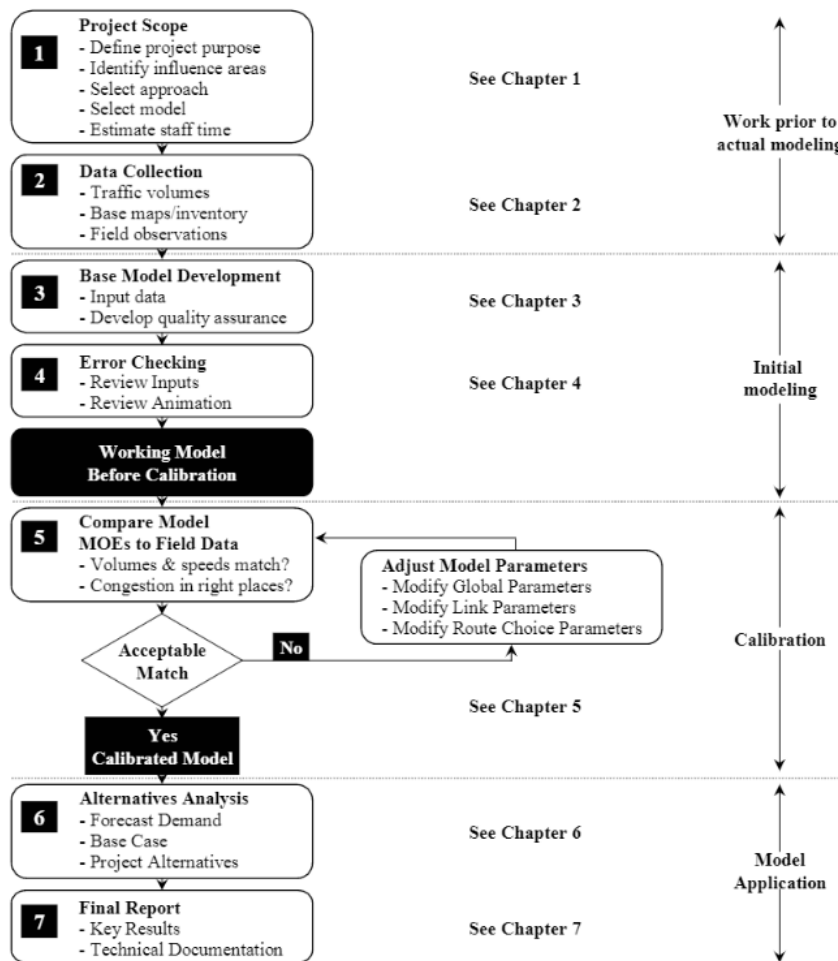 Project Scope
1
- Define project purpose
- Identify influence areas
- Select approach
- Select model
- Estimate staff time
See Chapter 1
Work prior to
actual modeling
Data Collection
2
- Traffic volumes
- Base maps/inventory
- Field observations
See Chapter 2
Base Model Development
3
- Input data
- Develop quality assurance
See Chapter 3
Error Checking
4
- Review Inputs
- Review Animation
See Chapter 4
Initial
modeling
Working Model
Before Calibration
Compare Model
5
MOEs to Field Data
- Volumes & speeds match?
- Congestion in right places?
Adjust Model Parameters
- Modify Global Parameters
- Modify Link Parameters
- Modify Route Choice Parameters
Acceptable
Match
No
Calibration
See Chapter 5
Yes
Calibrated Model
Alternatives Analysis
6
- Forecast Demand
- Base Case
- Project Alternatives
See Chapter 6
Model
Application
Final Report
7
- Key Results
- Technical Documentation
See Chapter 7